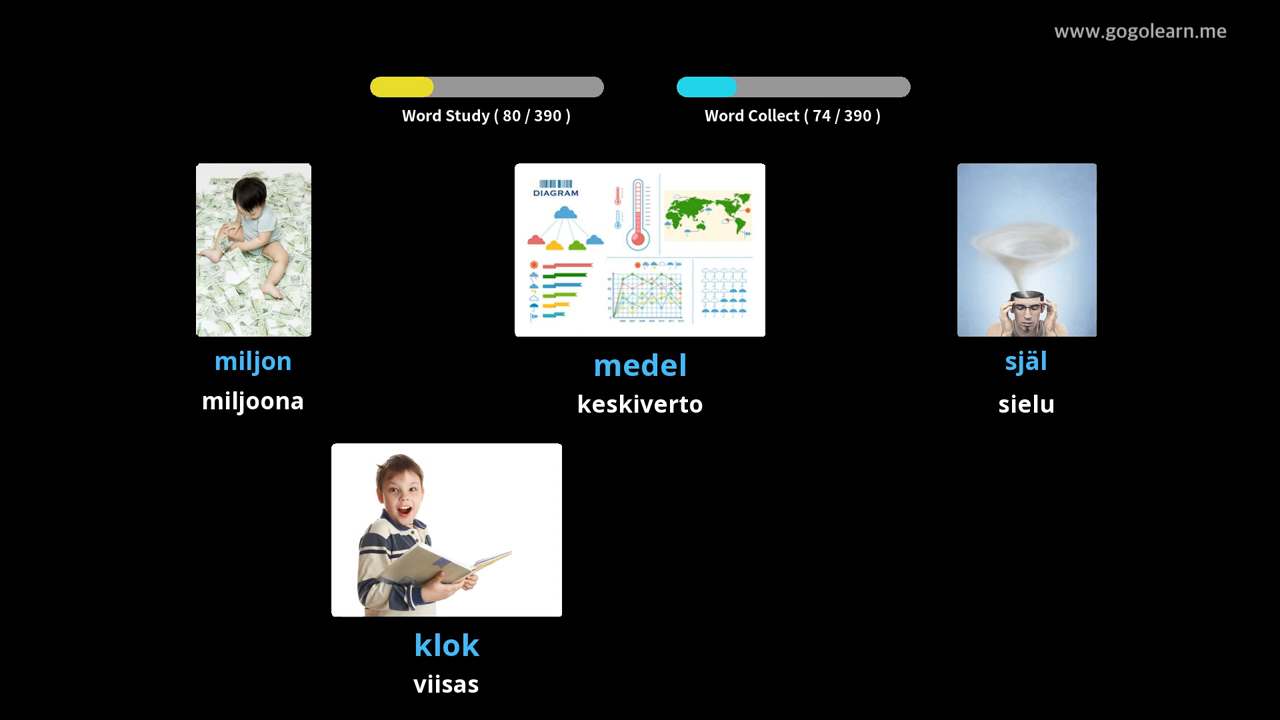 www.gogolearn.me
Word Study ( 80 / 390 )
Word Collect ( 74 / 390 )
DIAGRAM
miljon
medel
själ
miljoona
keskiverto
sielu
klok
viisas